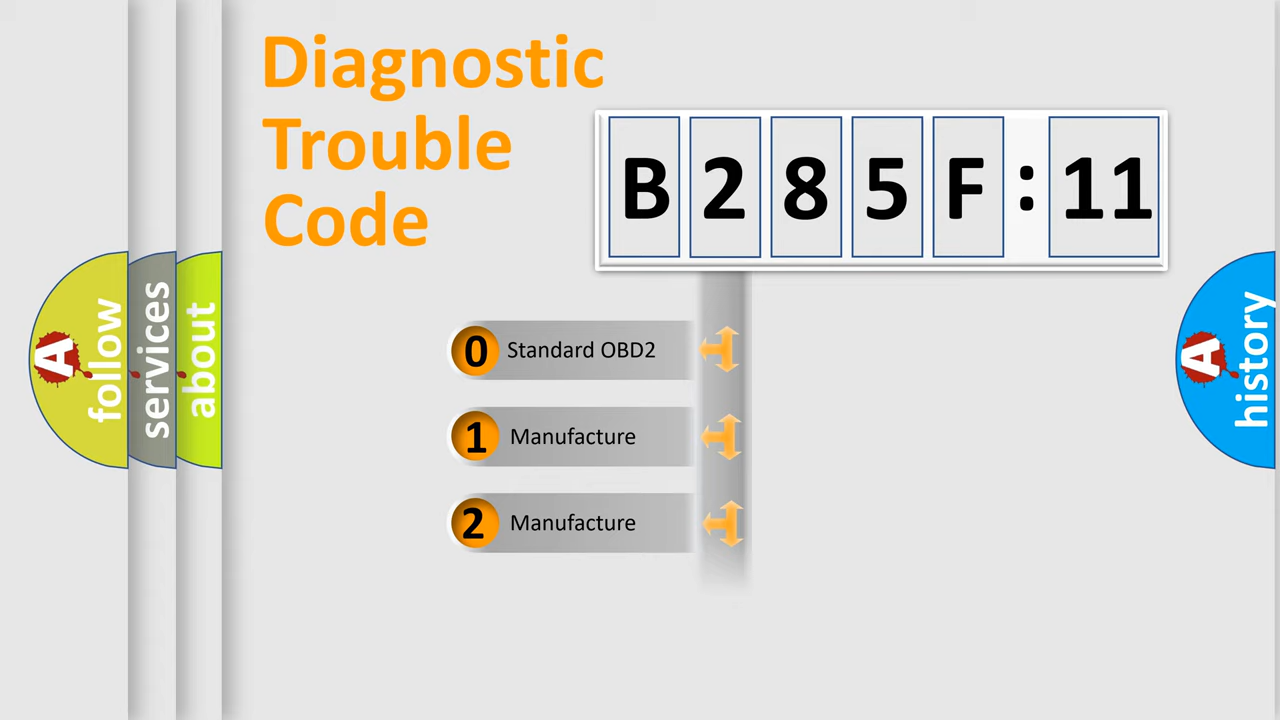 Diagnostic
Trouble
Code
B 2 8 5 F : 11
0 Standard OBD2
1 Manufacture
2 Manufacture
A follow
services
about
A history